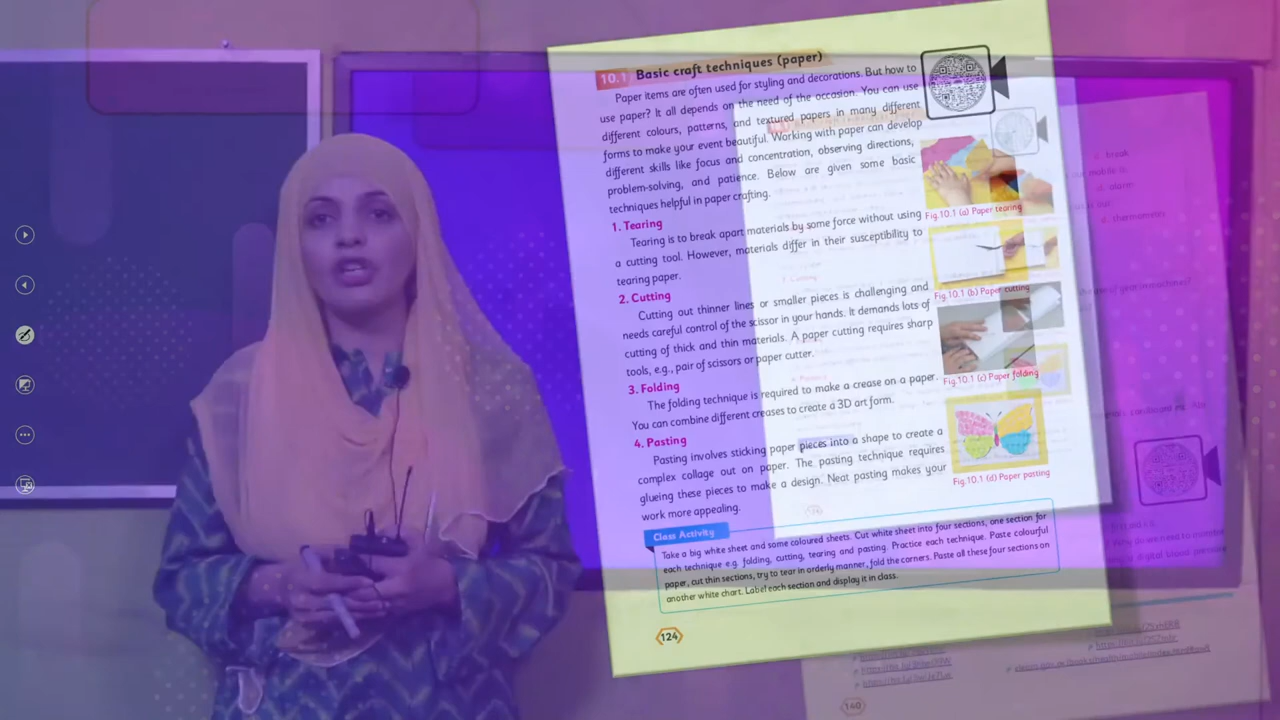 10.1 Basic craft techniques (paper)
Paper items are often used for styling and decorations. But how to
use paper? It all depends on the need of the occasion. You can use
different colours, patterns, and textured papers in many different
forms to make your event beautiful. Working with paper can develop
different skills like focus and concentration, observing directions,
problem-solving, and patience. Below are given some basic
techniques helpful in paper crafting.
Fig.10.1 (a) Paper tearing
1. Tearing
Tearing is to break apart materials by some force without using
a cutting tool. However, materials differ in their susceptibility to
tearing paper.
Fig.10.1 (b) Paper cutting
2. Cutting
Cutting out thinner lines or smaller pieces is challenging and
needs careful control of the scissor in your hands. It demands lots of
cutting of thick and thin materials. A paper cutting requires sharp
tools, e.g., pair of scissors or paper cutter.
Fig.10.1 (c) Paper folding
3. Folding
The folding technique is required to make a crease on a paper.
You can combine different creases to create a 3D art form.
4. Pasting
Pasting involves sticking paper pieces into a shape to create a
complex collage out on paper. The pasting technique requires
glueing these pieces to make a design. Neat pasting makes your
work more appealing.
Fig.10.1 (d) Paper pasting
Class Activity
Take a big white sheet and some coloured sheets. Cut white sheet into four sections, one section for
each technique e.g. folding, cutting, tearing and pasting. Practice each technique. Paste colourful
paper, cut thin sections, try to tear in orderly manner, fold the corners. Paste all these four sections on
another white chart. Label each section and display it in class.
124
d. break
d. alarm
d. thermometer
140